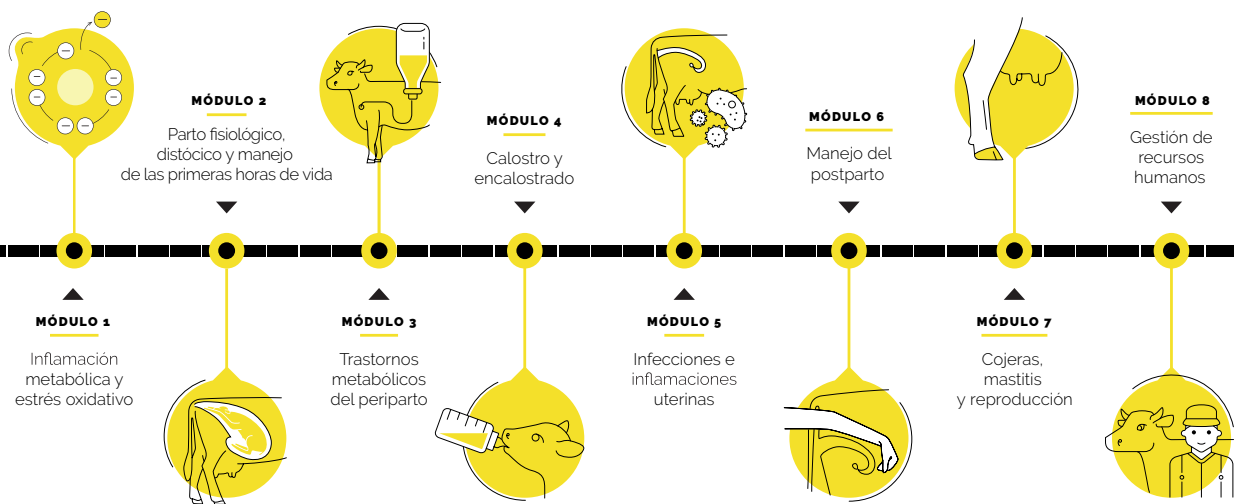 MÓDULO 1
Inflamación
metabólica y
estrés oxidativo
MÓDULO 2
Parto fisiológico,
distócico y manejo
de las primeras horas de vida
MÓDULO 3
Trastornos
metabólicos
del periparto
MÓDULO 4
Calostro y
encalostrado
MÓDULO 5
Infecciones e
inflamaciones
uterinas
MÓDULO 6
Manejo del
postparto
MÓDULO 7
Cojeras,
mastitis
y reproducción
MÓDULO 8
Gestión de
recursos
humanos